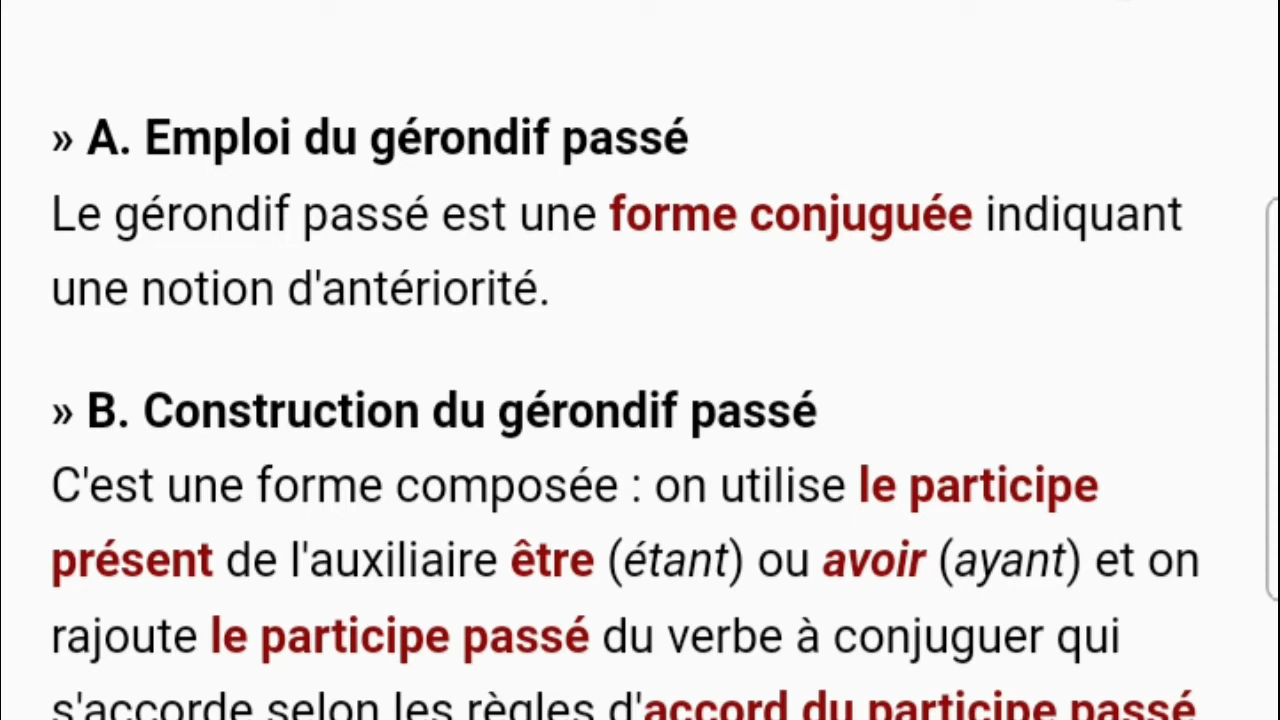 » A. Emploi du gérondif passé
Le gérondif passé est une forme conjuguée indiquant
une notion d'antériorité.
» B. Construction du gérondif passé
C'est une forme composée : on utilise le participe
présent de l'auxiliaire être (étant) ou avoir (ayant) et on
rajoute le participe passé du verbe à conjuguer qui
s'accorde selon les règles d'accord du participe passé